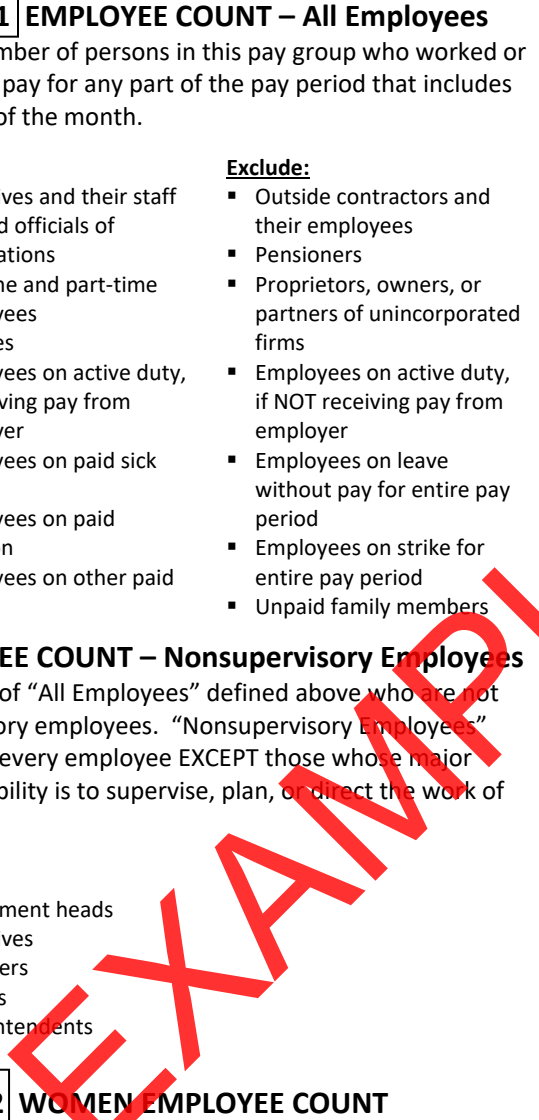 1 EMPLOYEE COUNT – All Employees
mber of persons in this pay group who worked or
pay for any part of the pay period that includes
of the month.
ives and their staff
d officials of
ations
ne and part-time
yees
es
yees on active duty,
ving pay from
yer
yees on paid sick
yees on paid
n
yees on other paid
Exclude:
▪ Outside contractors and
their employees
▪ Pensioners
▪ Proprietors, owners, or
partners of unincorporated
firms
▪ Employees on active duty,
if NOT receiving pay from
employer
▪ Employees on leave
without pay for entire pay
period
▪ Employees on strike for
entire pay period
▪ Unpaid family members
EE COUNT – Nonsupervisory Employees
of “All Employees” defined above who are not
ory employees. “Nonsupervisory Employees”
every employee EXCEPT those whose major
bility is to supervise, plan, or direct the work of
ment heads
ives
ers
s
ntendents
2 WOMEN EMPLOYEE COUNT
EXAMPL